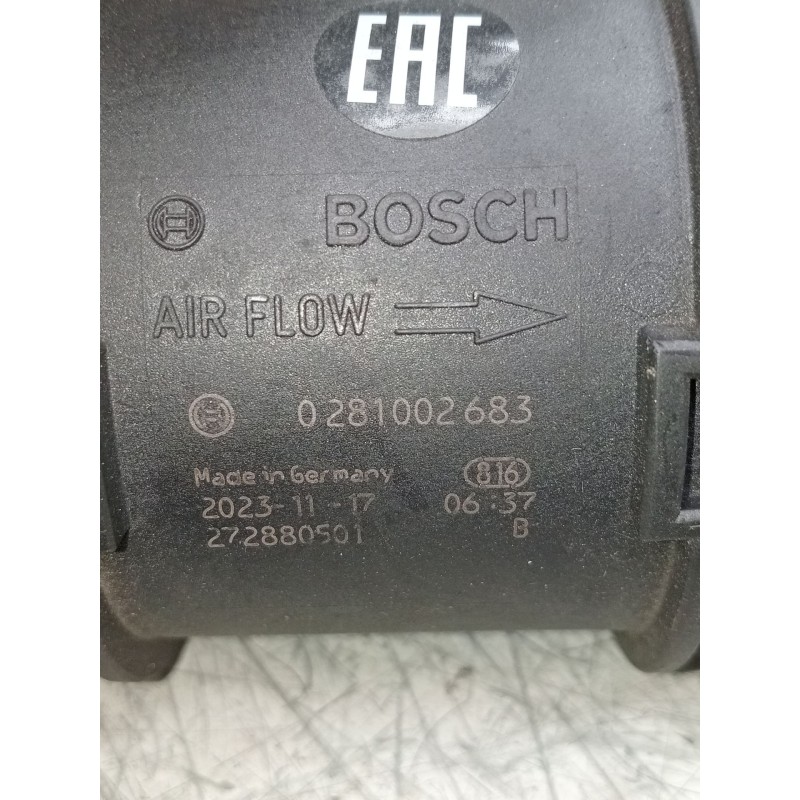 EAC
BOSCH
AIR FLOW
0 281 002 683
Made in Germany 816
2023-11-17 06:37
272880501 B